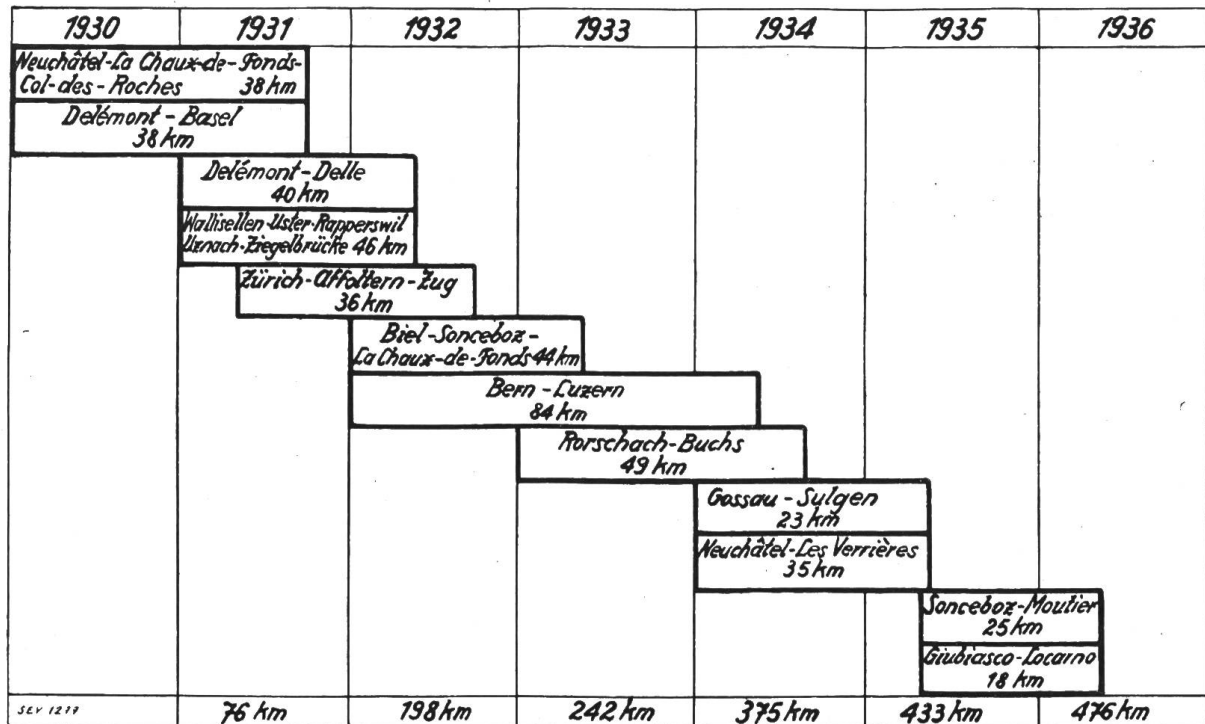 1930 1931 1932 1933 1934 1935 1936
Neuchâtel-La Chaux-de-Fonds-
Col-des-Roches 38 km
Delémont-Basel
38 km
Delémont-Delle
40 km
Wallisellen-Uster-Rapperswil
Uznach-Ziegelbrücke 46 km
Zürich-Affoltern-Zug
36 km
Biel-Sonceboz-
La Chaux-de-Fonds 44 km
Bern-Luzern
84 km
Rorschach-Buchs
49 km
Gossau-Sulgen
23 km
Neuchâtel-Les Verrières
35 km
Sonceboz-Moutier
25 km
Giubiasco-Locarno
18 km
SEV 1277 76 km 198 km 242 km 375 km 433 km 476 km